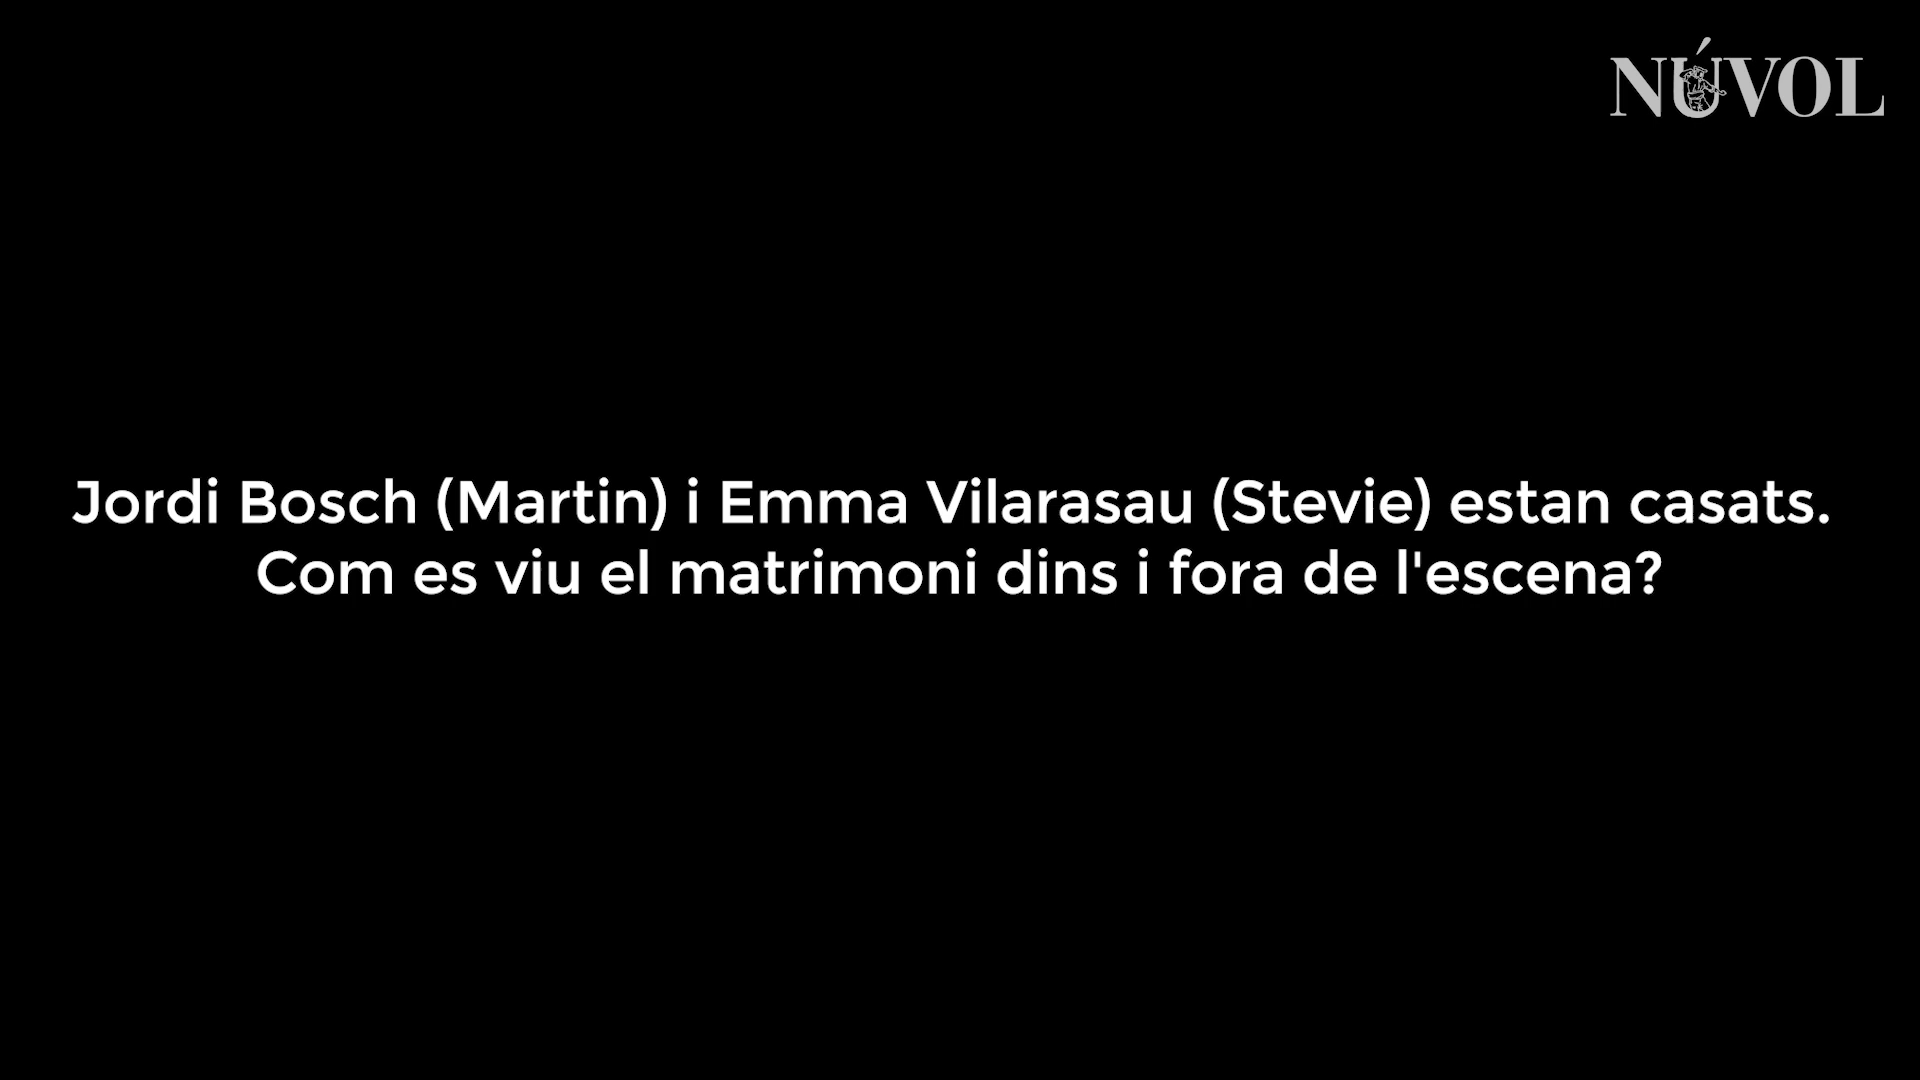 NÚVOL
Jordi Bosch (Martin) i Emma Vilarasau (Stevie) estan casats.
Com es viu el matrimoni dins i fora de l'escena?